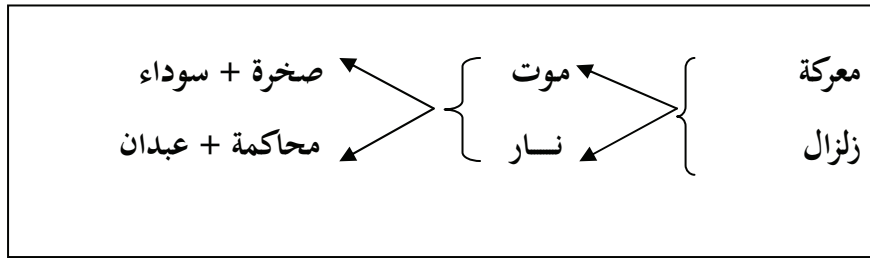 معركة موت صخرة + سوداء
زلزال نـــار محاكمة + عبدان